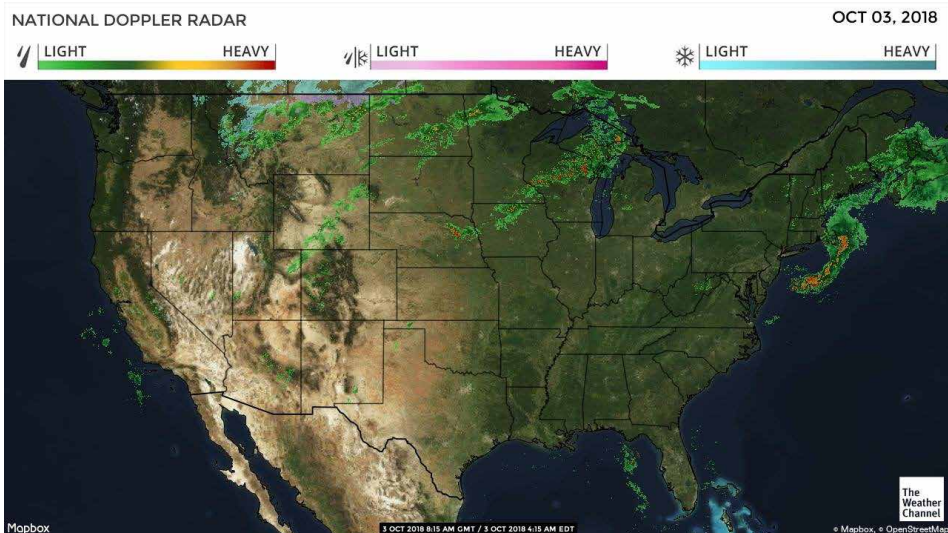 NATIONAL DOPPLER RADAR
OCT 03, 2018
LIGHT HEAVY
LIGHT HEAVY
LIGHT HEAVY
The
Weather
Channel
Mapbox
3 OCT 2018 8:15 AM GMT / 3 OCT 2018 4:15 AM EDT
© Mapbox, © OpenStreetMap